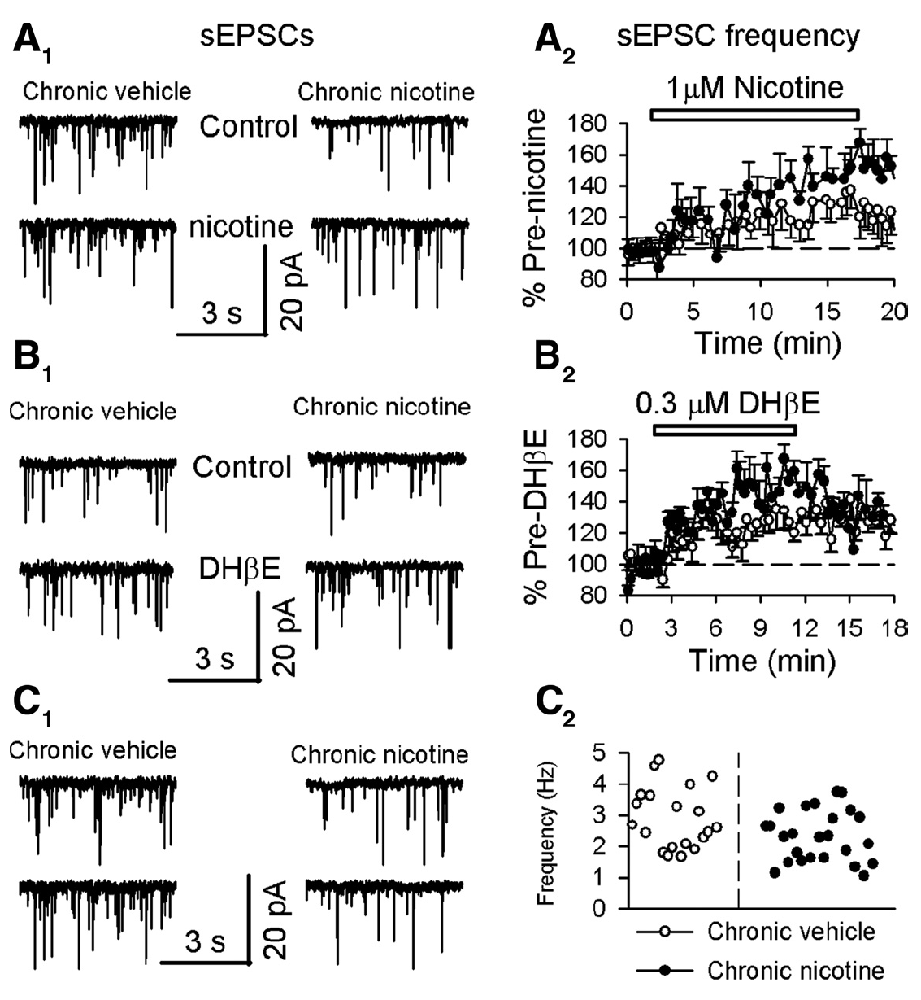 A1 sEPSCs
Chronic vehicle Chronic nicotine
Control
nicotine
3 s
20 pA
A2 sEPSC frequency
1μM Nicotine
% Pre-nicotine
180
160
140
120
100
80
0 5 10 15 20
Time (min)
B1
Chronic vehicle Chronic nicotine
Control
DHβE
3 s
20 pA
B2
0.3 μM DHβE
% Pre-DHβE
180
160
140
120
100
80
0 3 6 9 12 15 18
Time (min)
C1
Chronic vehicle Chronic nicotine
3 s
20 pA
C2
Frequency (Hz)
5
4
3
2
1
0
Chronic vehicle
Chronic nicotine